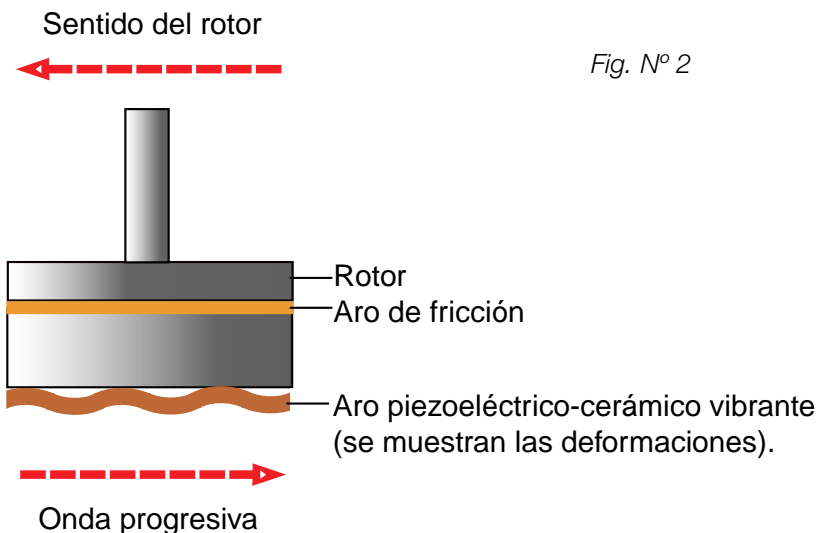 Sentido del rotor
Fig. Nº 2
Rotor
Aro de fricción
Aro piezoeléctrico-cerámico vibrante
(se muestran las deformaciones).
Onda progresiva